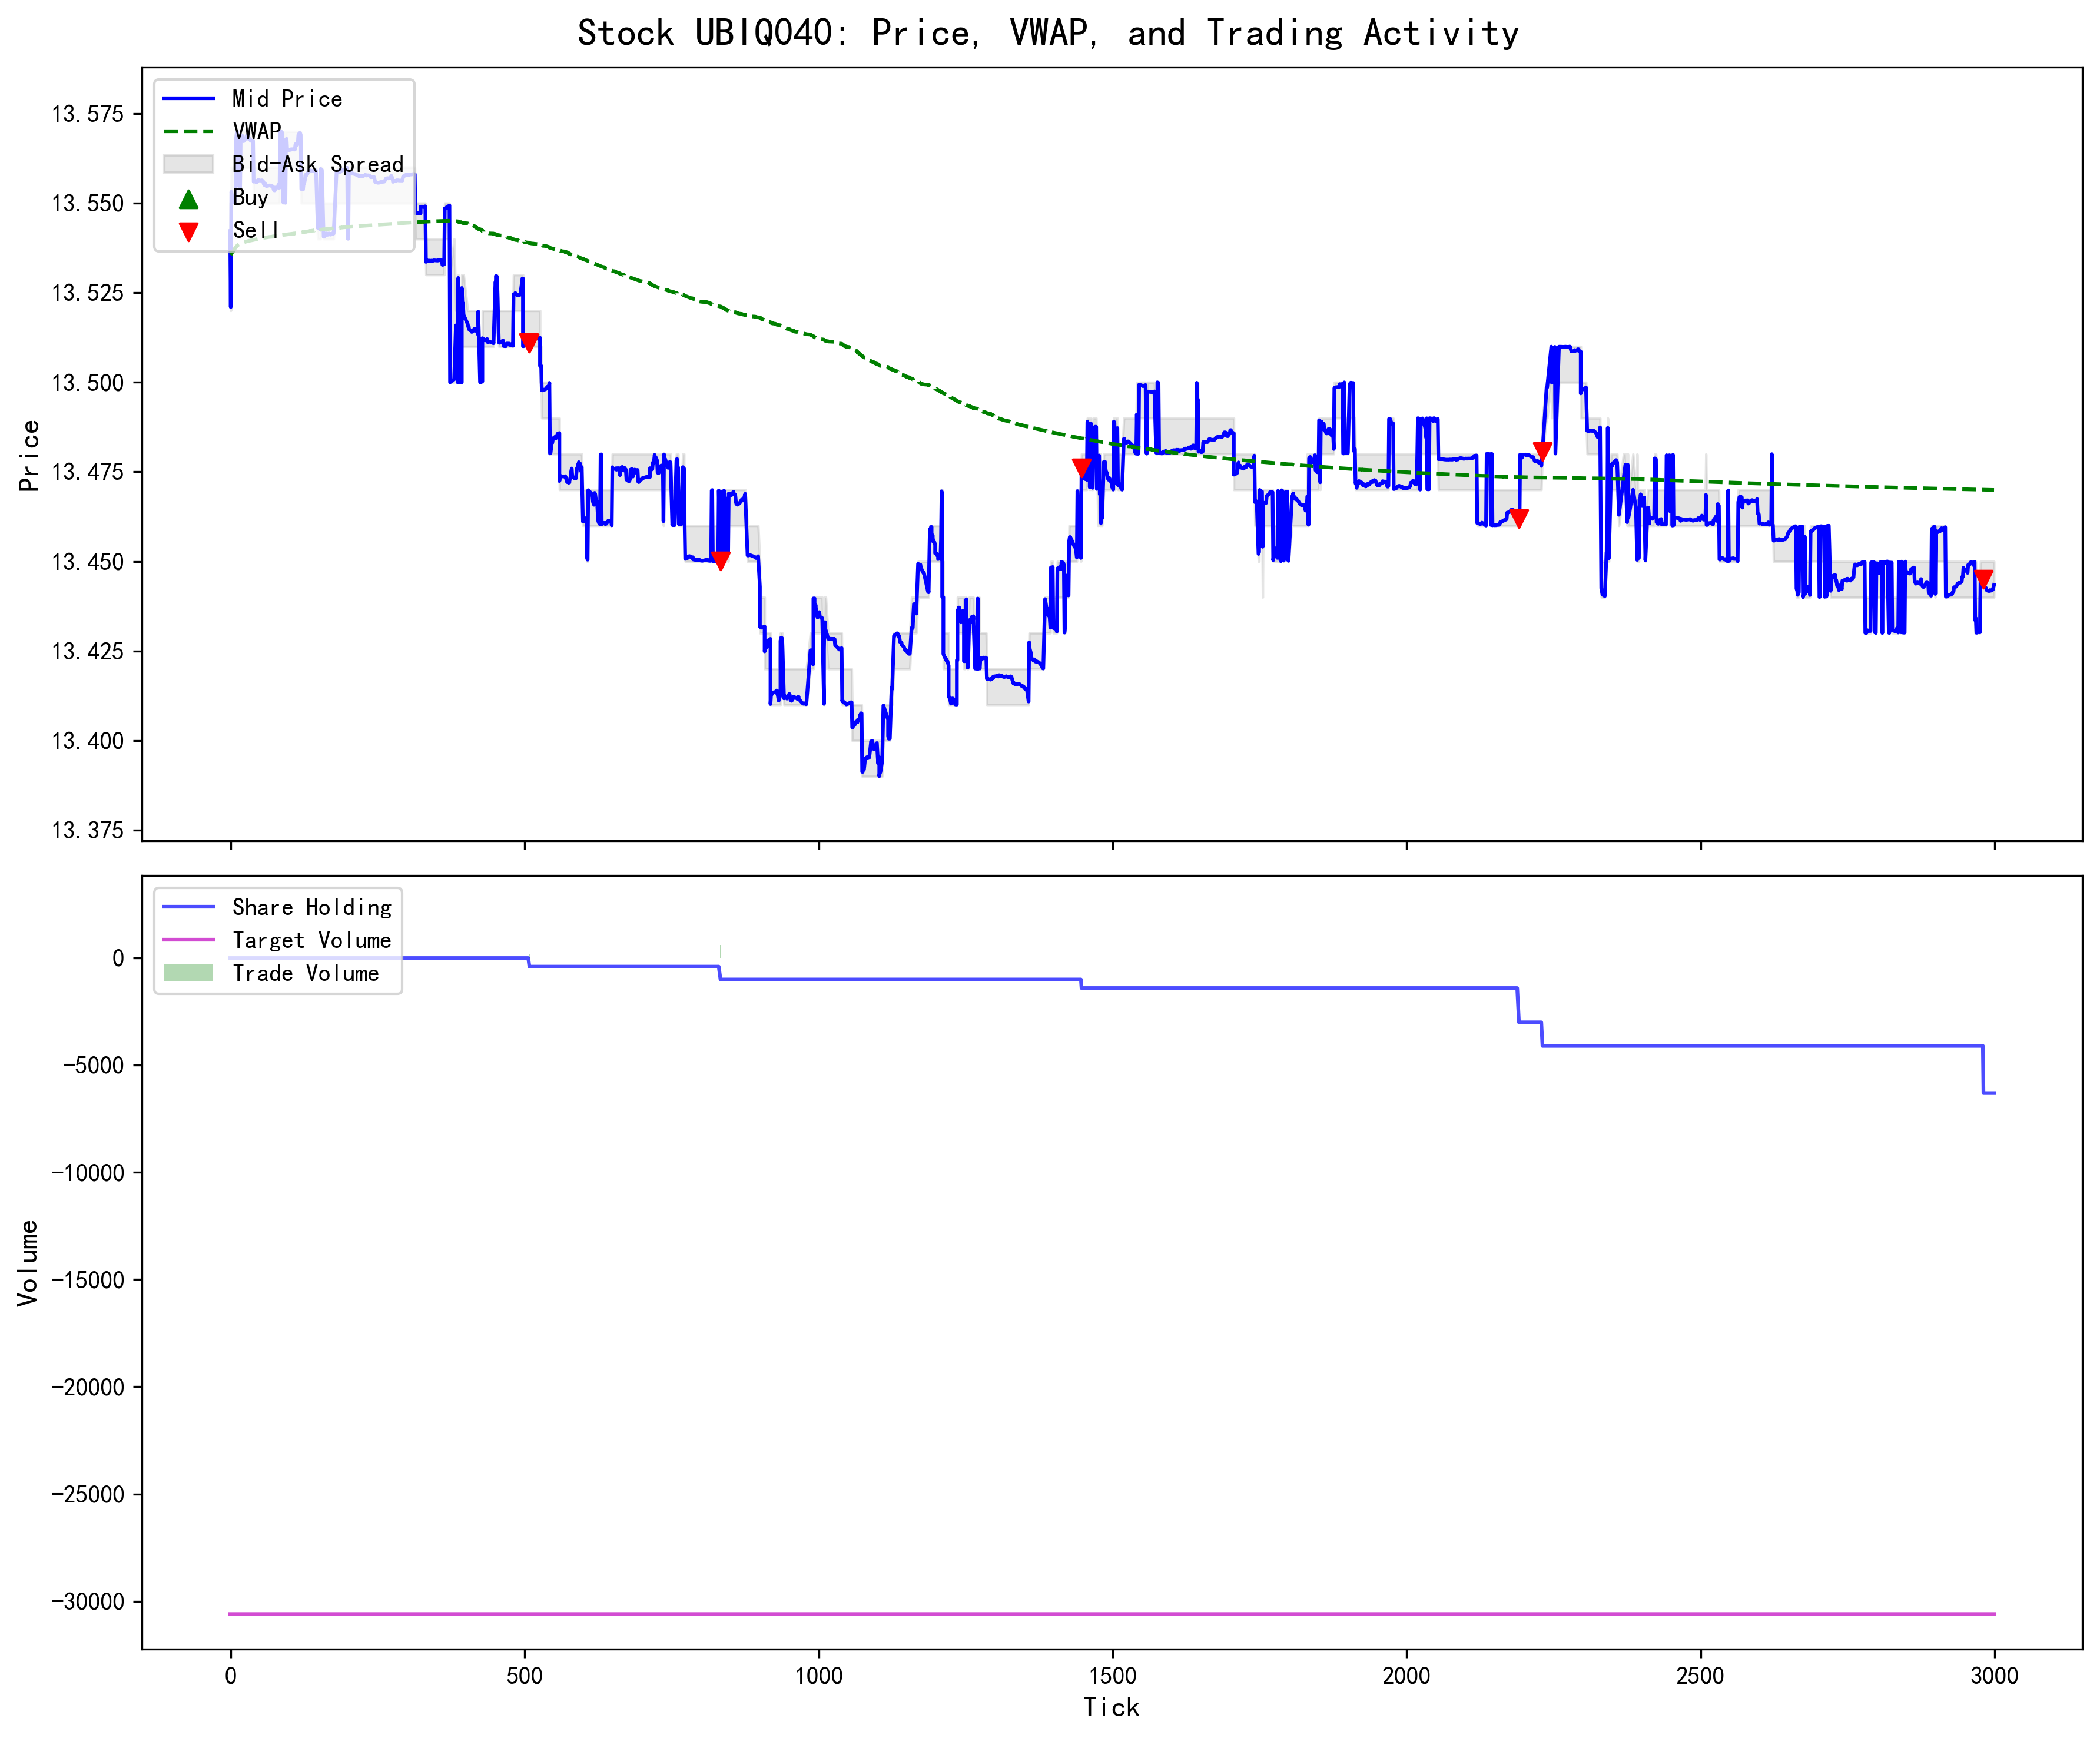 Stock UBIQ040: Price, VWAP, and Trading Activity
Mid Price
VWAP
Bid-Ask Spread
Buy
Sell
13.575
13.550
13.525
13.500
13.475
13.450
13.425
13.400
13.375
Price
Share Holding
Target Volume
Trade Volume
0
−5000
−10000
−15000
−20000
−25000
−30000
Volume
0 500 1000 1500 2000 2500 3000
Tick